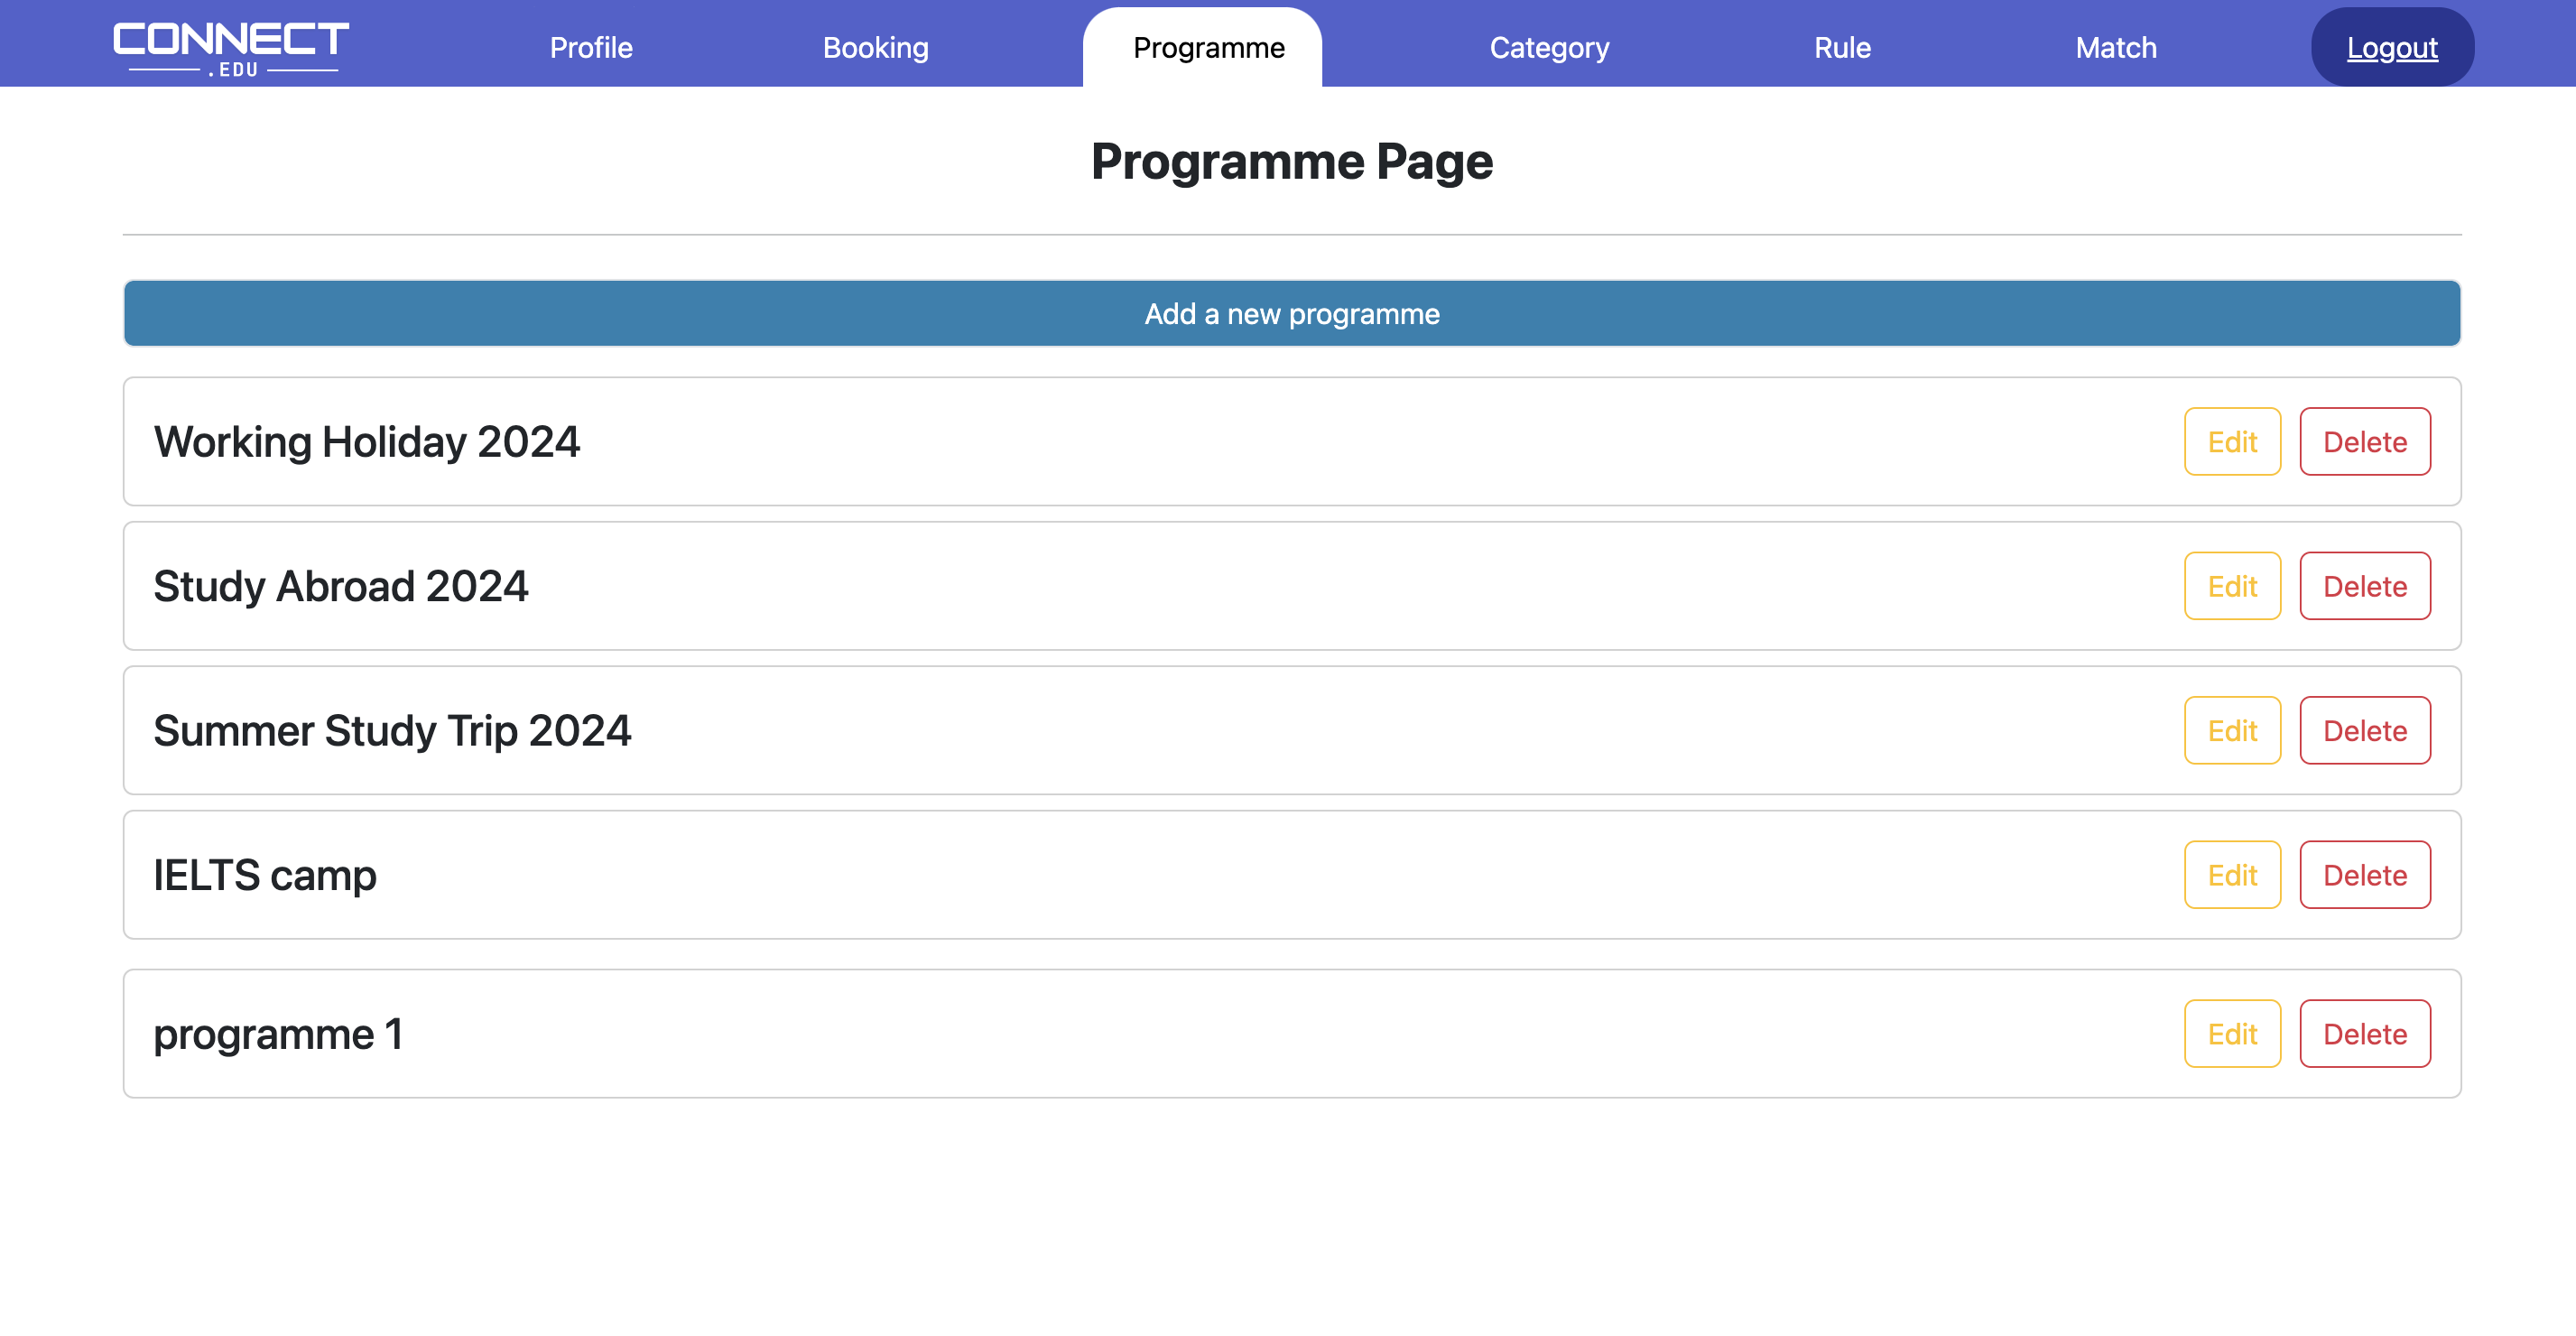 CONNECT
.EDU
Profile
Booking
Programme
Category
Rule
Match
Logout
Programme Page
Add a new programme
Working Holiday 2024
Edit
Delete
Study Abroad 2024
Edit
Delete
Summer Study Trip 2024
Edit
Delete
IELTS camp
Edit
Delete
programme 1
Edit
Delete